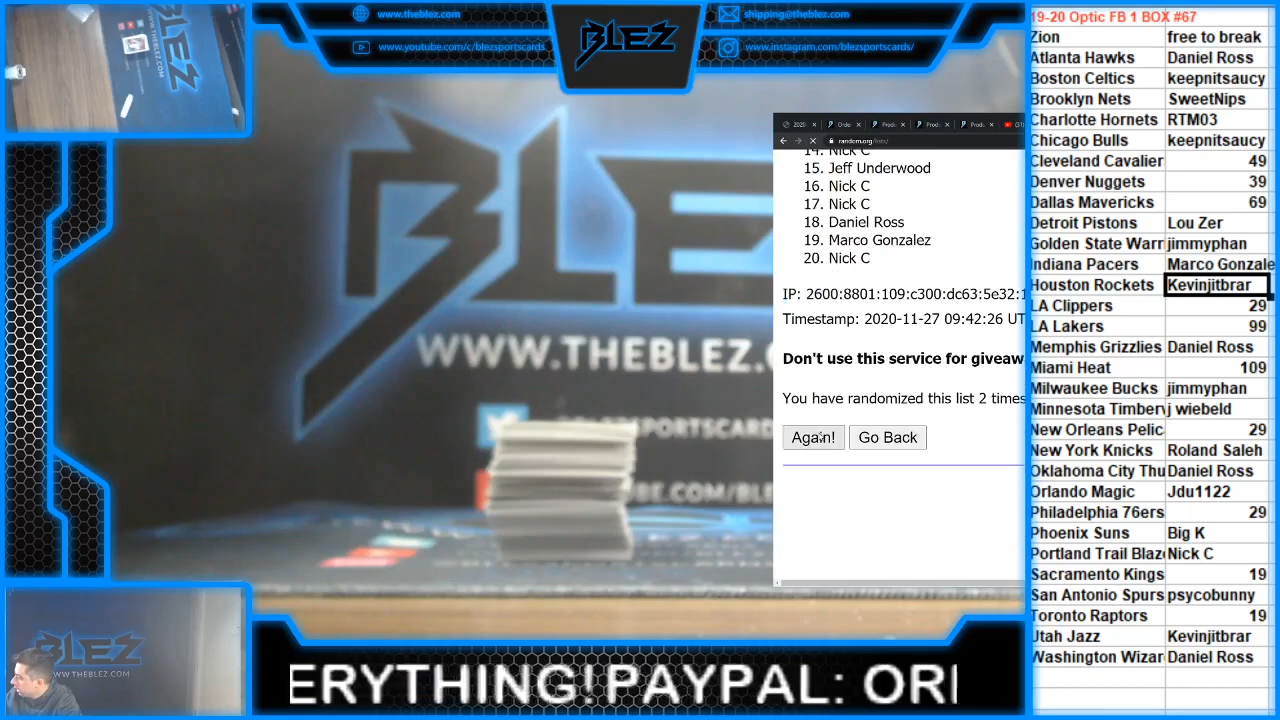 www.theblez.com
shipping@theblez.com
www.youtube.com/c/blezsportscards
www.instagram.com/blezsportscards/
BLEZ
random.org/lists/
14. Nick C
15. Jeff Underwood
16. Nick C
17. Nick C
18. Daniel Ross
19. Marco Gonzalez
20. Nick C
IP: 2600:8801:109:c300:dc63:5e32:1
Timestamp: 2020-11-27 09:42:26 UT
Don't use this service for giveaw
You have randomized this list 2 times
Again!
Go Back
WWW.THEBLEZ.
ERYTHING! PAYPAL: ORI
BLEZ
WWW.THEBLEZ.COM
19-20 Optic FB 1 BOX #67
Zion free to break
Atlanta Hawks Daniel Ross
Boston Celtics keepnitsaucy
Brooklyn Nets SweetNips
Charlotte Hornets RTM03
Chicago Bulls keepnitsaucy
Cleveland Cavalier 49
Denver Nuggets 39
Dallas Mavericks 69
Detroit Pistons Lou Zer
Golden State Warr jimmyphan
Indiana Pacers Marco Gonzale
Houston Rockets Kevinjitbrar
LA Clippers 29
LA Lakers 99
Memphis Grizzlies Daniel Ross
Miami Heat 109
Milwaukee Bucks jimmyphan
Minnesota Timberv j wiebeld
New Orleans Pelic 29
New York Knicks Roland Saleh
Oklahoma City Thu Daniel Ross
Orlando Magic Jdu1122
Philadelphia 76ers 29
Phoenix Suns Big K
Portland Trail Blaze Nick C
Sacramento Kings 19
San Antonio Spurs psycobunny
Toronto Raptors 19
Utah Jazz Kevinjitbrar
Washington Wizar Daniel Ross